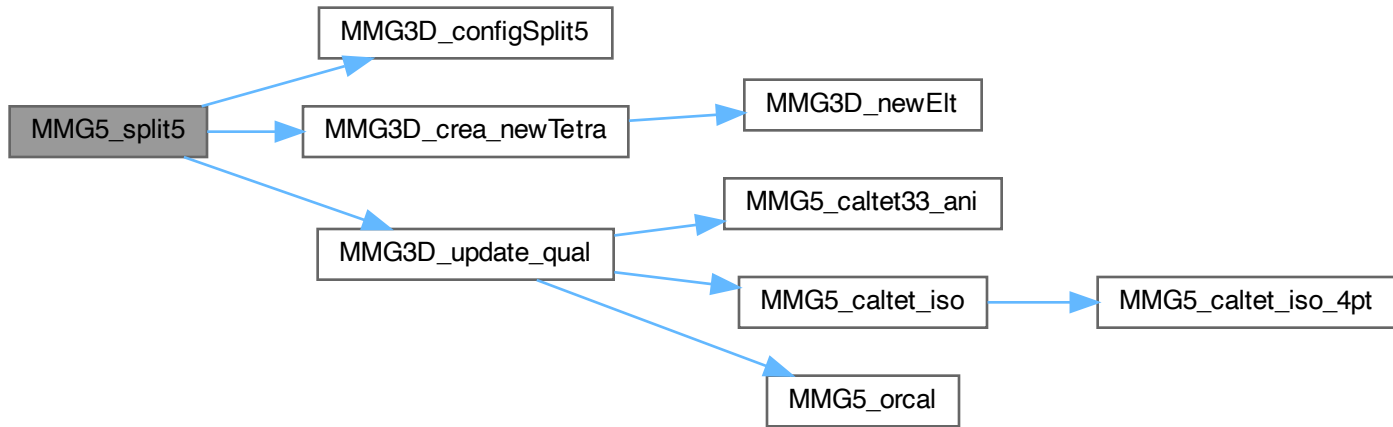 MMG5_split5
MMG3D_configSplit5
MMG3D_crea_newTetra
MMG3D_newElt
MMG3D_update_qual
MMG5_caltet33_ani
MMG5_caltet_iso
MMG5_caltet_iso_4pt
MMG5_orcal